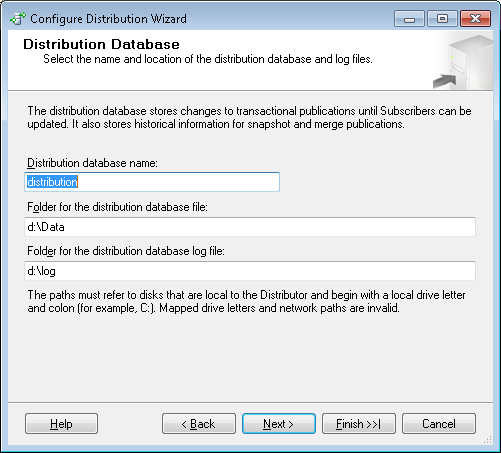 Configure Distribution Wizard
Distribution Database
Select the name and location of the distribution database and log files.
The distribution database stores changes to transactional publications until Subscribers can be
updated. It also stores historical information for snapshot and merge publications.
Distribution database name:
distribution
Folder for the distribution database file:
d:\Data
Folder for the distribution database log file:
d:\log
The paths must refer to disks that are local to the Distributor and begin with a local drive letter
and colon (for example, C:). Mapped drive letters and network paths are invalid.
Help
< Back
Next >
Finish >>|
Cancel